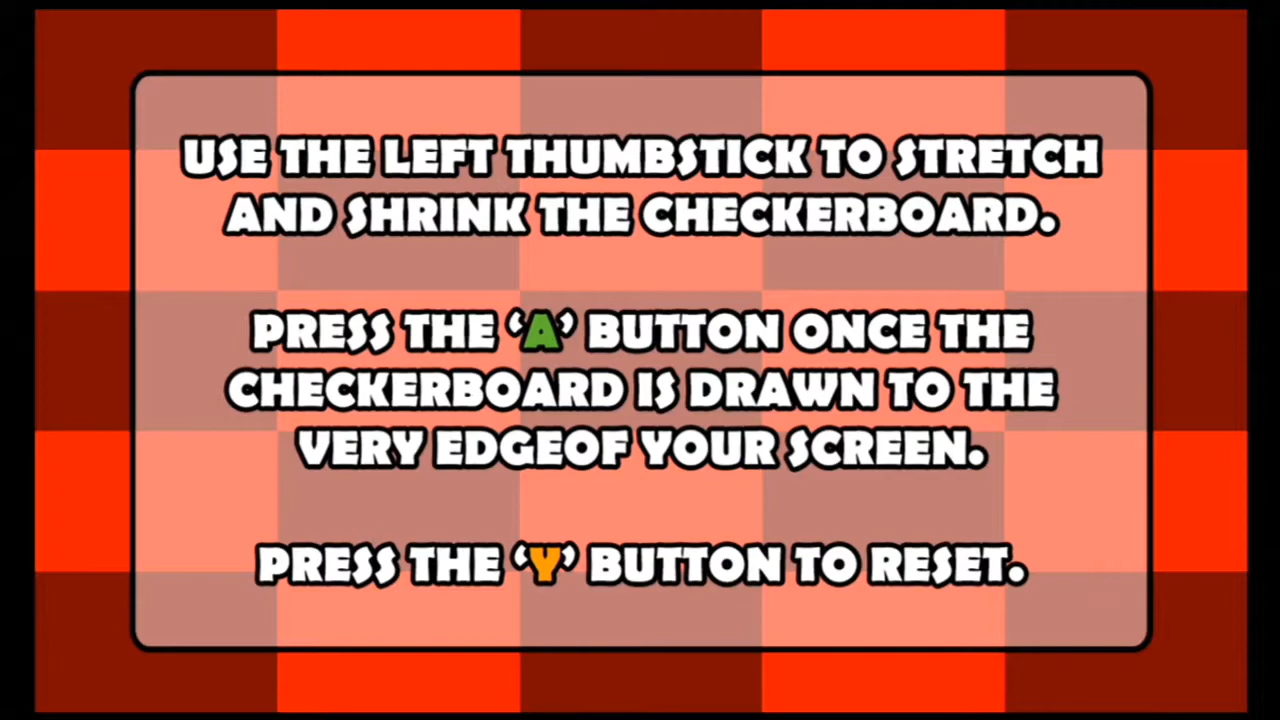 USE THE LEFT THUMBSTICK TO STRETCH
AND SHRINK THE CHECKERBOARD.
PRESS THE ‘A’ BUTTON ONCE THE
CHECKERBOARD IS DRAWN TO THE
VERY EDGEOF YOUR SCREEN.
PRESS THE ‘Y’ BUTTON TO RESET.